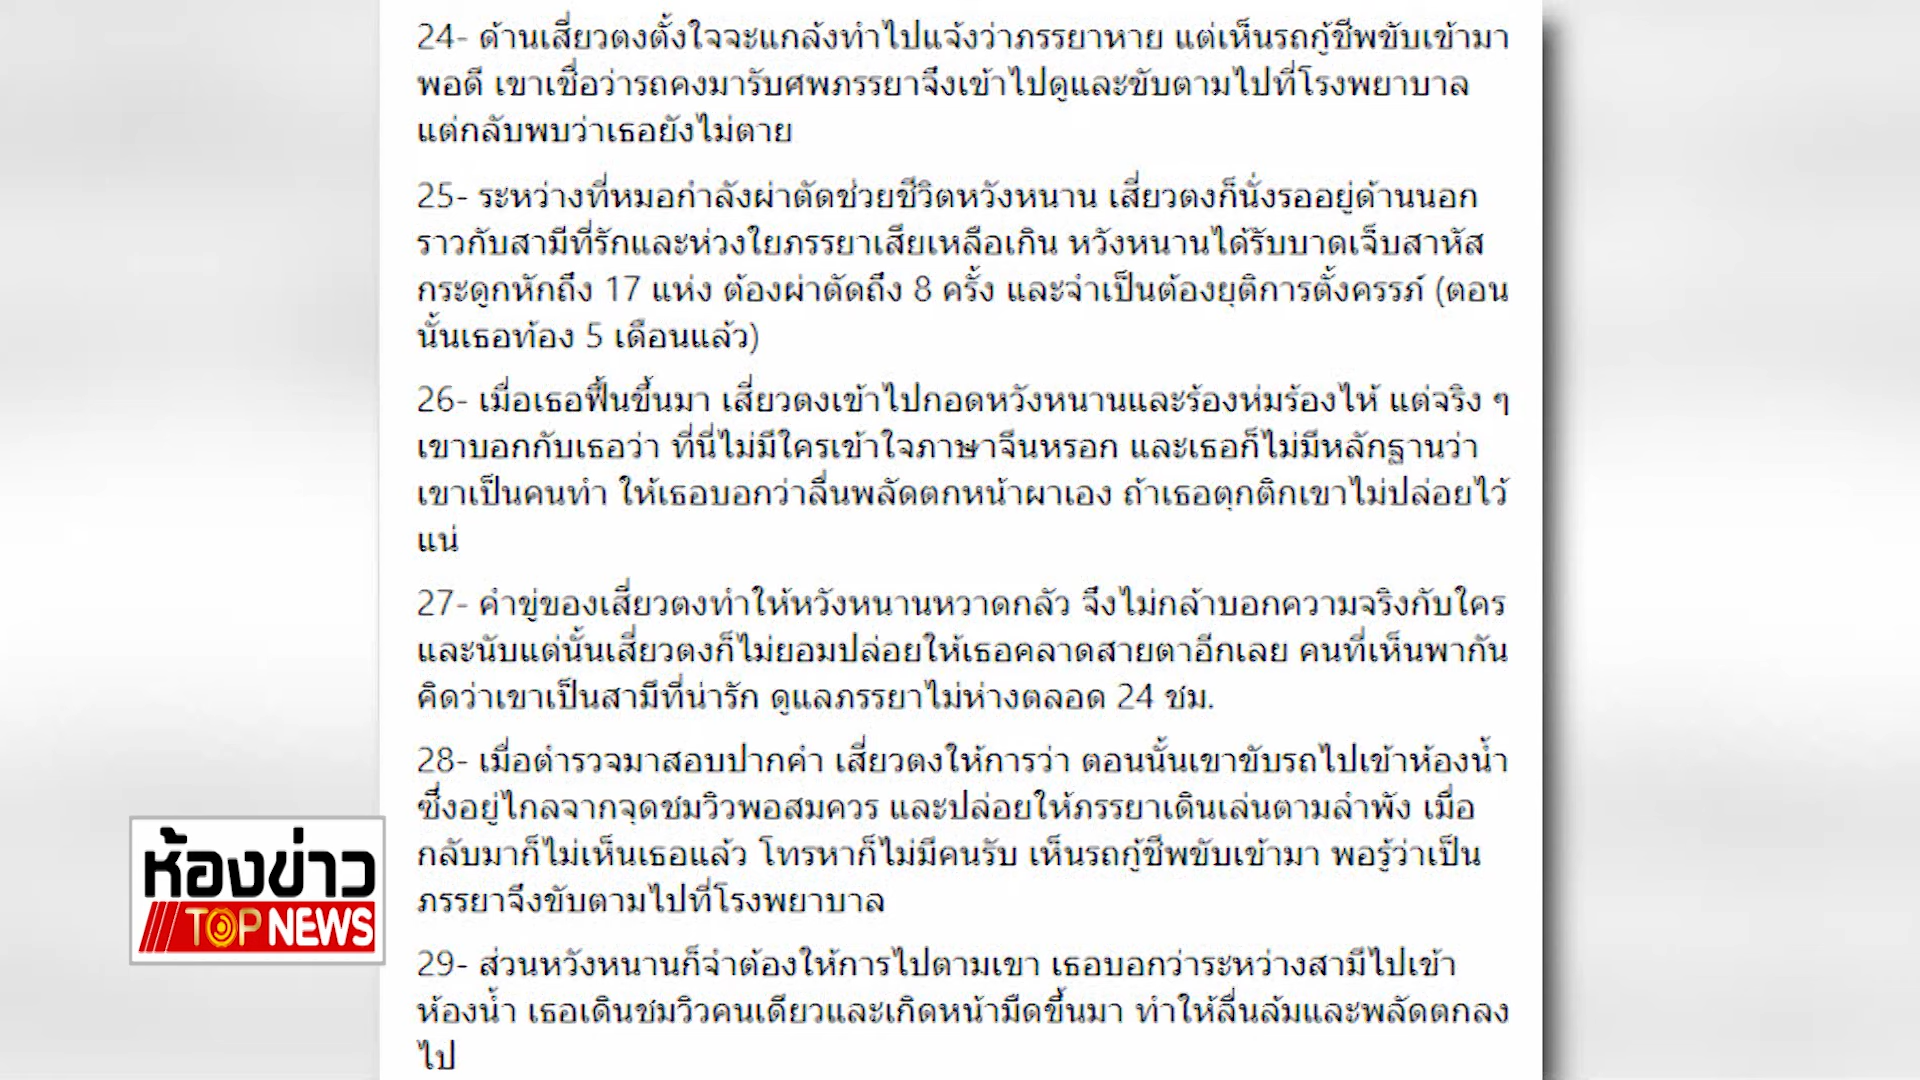 24- ด้านเสี่ยวตงตั้งใจจะแกล้งทำไปแจ้งว่าภรรยาหาย แต่เห็นรถกู้ชีพขับเข้ามา
พอดี เขาเชื่อว่ารถคงมารับศพภรรยาจึงเข้าไปดูและขับตามไปที่โรงพยาบาล
แต่กลับพบว่าเธอยังไม่ตาย
25- ระหว่างที่หมอกำลังผ่าตัดช่วยชีวิตหวังหนาน เสี่ยวตงก็นั่งรออยู่ด้านนอก
ราวกับสามีที่รักและห่วงใยภรรยาเสียเหลือเกิน หวังหนานได้รับบาดเจ็บสาหัส
กระดูกหักถึง 17 แห่ง ต้องผ่าตัดถึง 8 ครั้ง และจำเป็นต้องยุติการตั้งครรภ์ (ตอน
นั้นเธอท้อง 5 เดือนแล้ว)
26- เมื่อเธอฟื้นขึ้นมา เสี่ยวตงเข้าไปกอดหวังหนานและร้องห่มร้องไห้ แต่จริง ๆ
เขาบอกกับเธอว่า ที่นี่ไม่มีใครเข้าใจภาษาจีนหรอก และเธอก็ไม่มีหลักฐานว่า
เขาเป็นคนทำ ให้เธอบอกว่าลื่นพลัดตกหน้าผาเอง ถ้าเธอตุกติกเขาไม่ปล่อยไว้
แน่
27- คำขู่ของเสี่ยวตงทำให้หวังหนานหวาดกลัว จึงไม่กล้าบอกความจริงกับใคร
และนับแต่นั้นเสี่ยวตงก็ไม่ยอมปล่อยให้เธอคลาดสายตาอีกเลย คนที่เห็นพากัน
คิดว่าเขาเป็นสามีที่น่ารัก ดูแลภรรยาไม่ห่างตลอด 24 ชม.
28- เมื่อตำรวจมาสอบปากคำ เสี่ยวตงให้การว่า ตอนนั้นเขาขับรถไปเข้าห้องน้ำ
ซึ่งอยู่ไกลจากจุดชมวิวพอสมควร และปล่อยให้ภรรยาเดินเล่นตามลำพัง เมื่อ
กลับมาก็ไม่เห็นเธอแล้ว โทรหาก็ไม่มีคนรับ เห็นรถกู้ชีพขับเข้ามา พอรู้ว่าเป็น
ภรรยาจึงขับตามไปที่โรงพยาบาล
29- ส่วนหวังหนานก็จำต้องให้การไปตามเขา เธอบอกว่าระหว่างสามีไปเข้า
ห้องน้ำ เธอเดินชมวิวคนเดียวและเกิดหน้ามืดขึ้นมา ทำให้ลื่นล้มและพลัดตกลง
ไป
ห้องข่าว
TOP NEWS